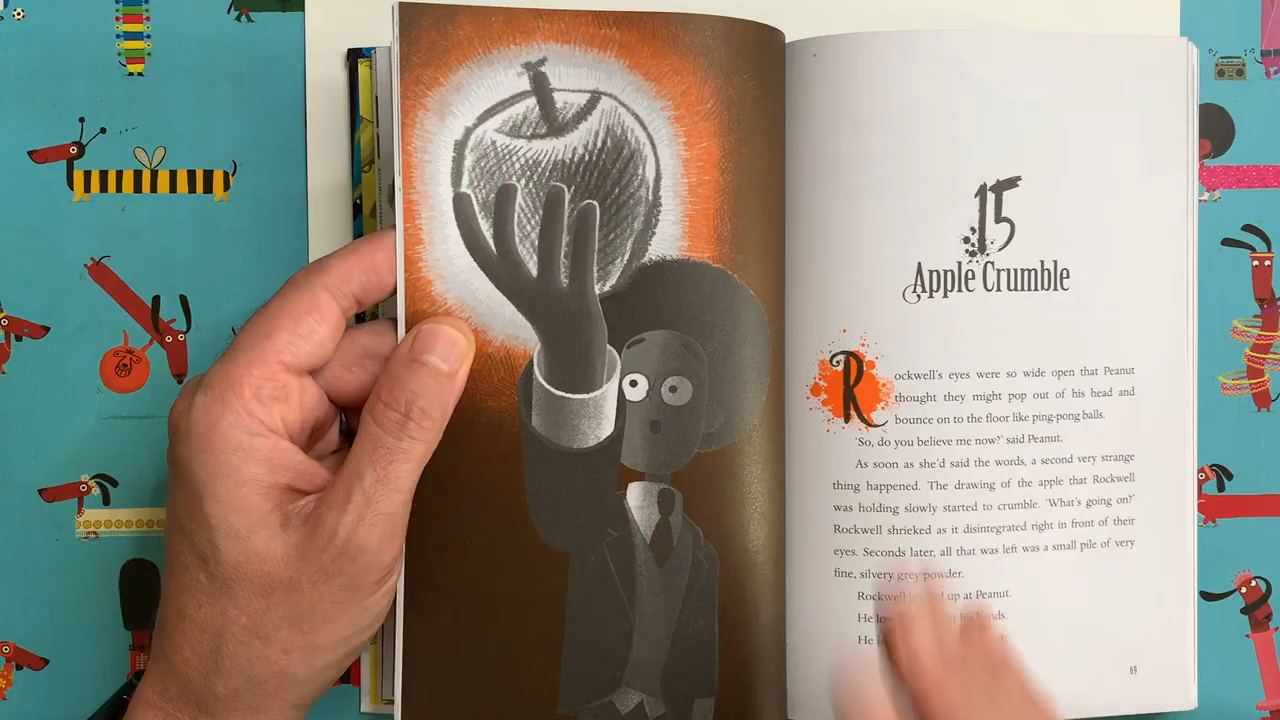 15
Apple Crumble
Rockwell's eyes were so wide open that Peanut
thought they might pop out of his head and
bounce on to the floor like ping-pong balls.
'So, do you believe me now?' said Peanut.
As soon as she'd said the words, a second very strange
thing happened. The drawing of the apple that Rockwell
was holding slowly started to crumble. 'What's going on?'
Rockwell shrieked as it disintegrated right in front of their
eyes. Seconds later, all that was left was a small pile of very
fine, silvery grey powder.
Rockwell up at Peanut.
He his hands.
He
69